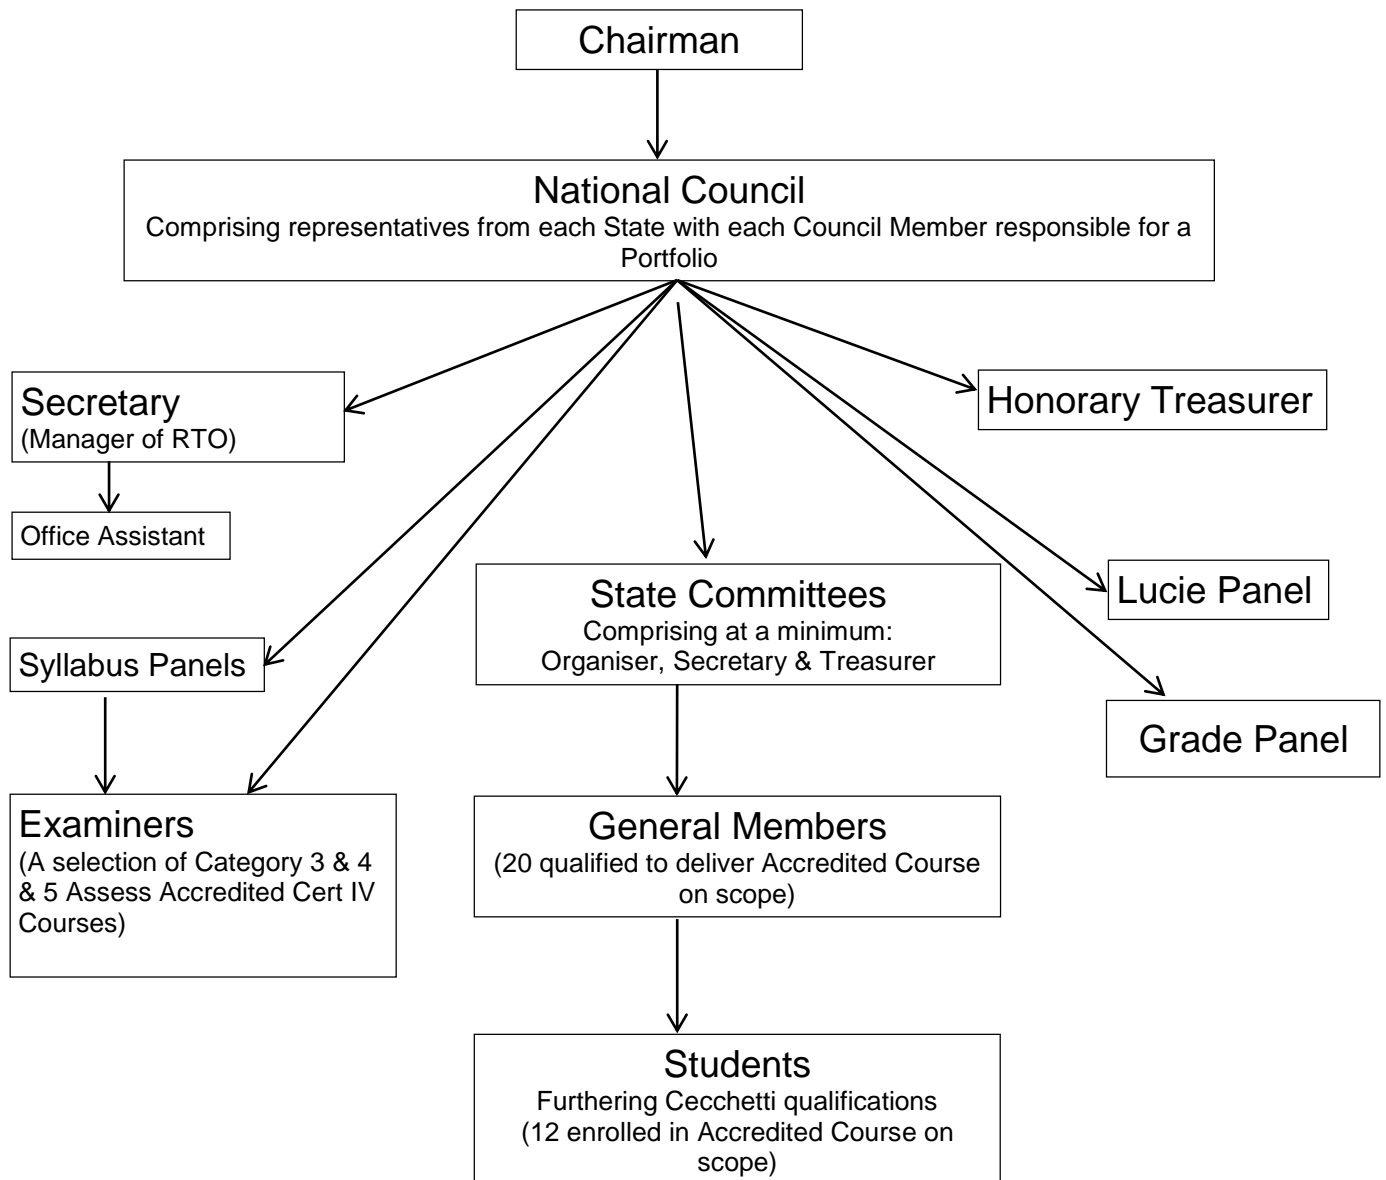 Chairman
National Council
Comprising representatives from each State with each Council Member responsible for a
Portfolio
Secretary
(Manager of RTO)
Honorary Treasurer
Office Assistant
State Committees
Comprising at a minimum:
Organiser, Secretary & Treasurer
Lucie Panel
Syllabus Panels
Grade Panel
Examiners
(A selection of Category 3 & 4
& 5 Assess Accredited Cert IV
Courses)
General Members
(20 qualified to deliver Accredited Course
on scope)
Students
Furthering Cecchetti qualifications
(12 enrolled in Accredited Course on
scope)